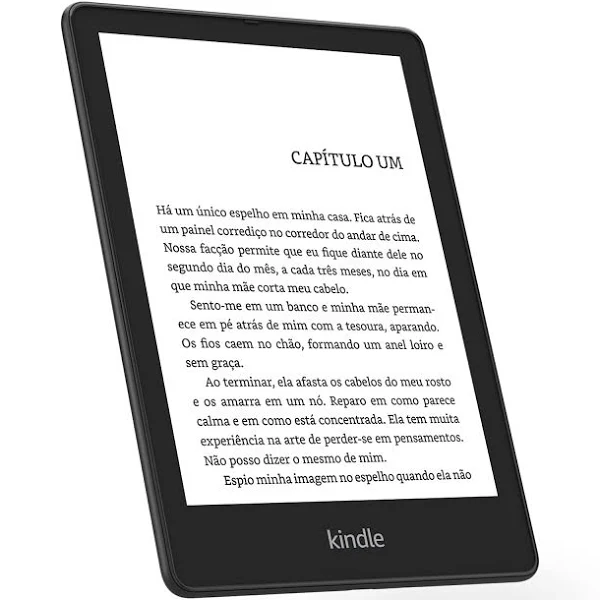 CAPÍTULO UM
Há um único espelho em minha casa. Fica atrás de
um painel corrediço no corredor do andar de cima.
Nossa facção permite que eu fique diante dele no
segundo dia do mês, a cada três meses, no dia em
que minha mãe corta meu cabelo.
Sento-me em um banco e minha mãe perman-
ece em pé atrás de mim com a tesoura, aparando.
Os fios caem no chão, formando um anel loiro e
sem graça.
Ao terminar, ela afasta os cabelos do meu rosto
e os amarra em um nó. Reparo em como parece
calma e em como está concentrada. Ela tem muita
experiência na arte de perder-se em pensamentos.
Não posso dizer o mesmo de mim.
Espio minha imagem no espelho quando ela não
kindle